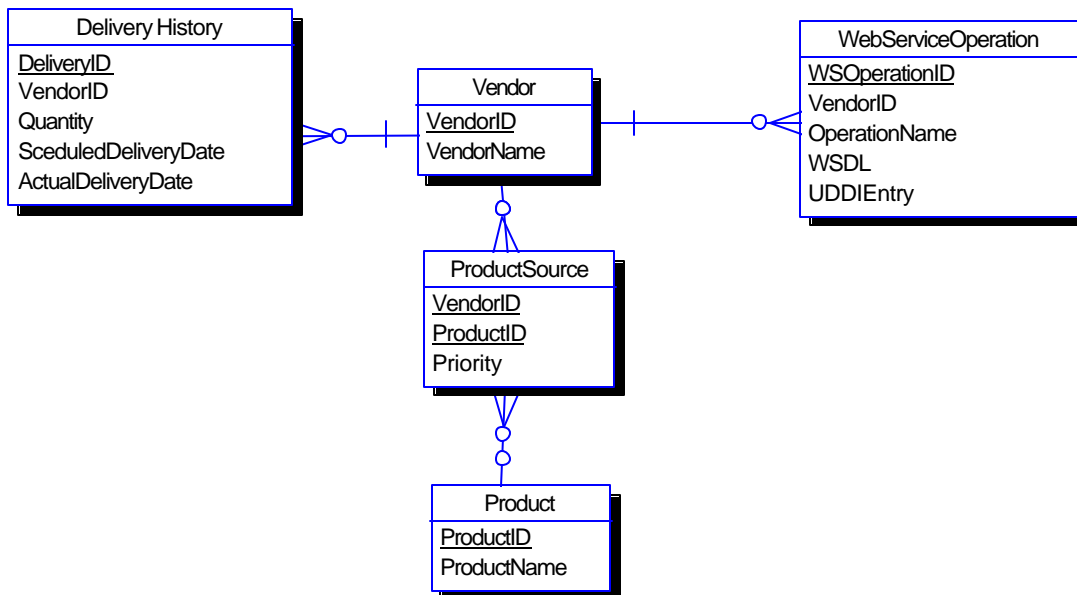 Delivery History
DeliveryID
VendorID
Quantity
SceduledDeliveryDate
ActualDeliveryDate
Vendor
VendorID
VendorName
WebServiceOperation
WSOperationID
VendorID
OperationName
WSDL
UDDIEntry
ProductSource
VendorID
ProductID
Priority
Product
ProductID
ProductName